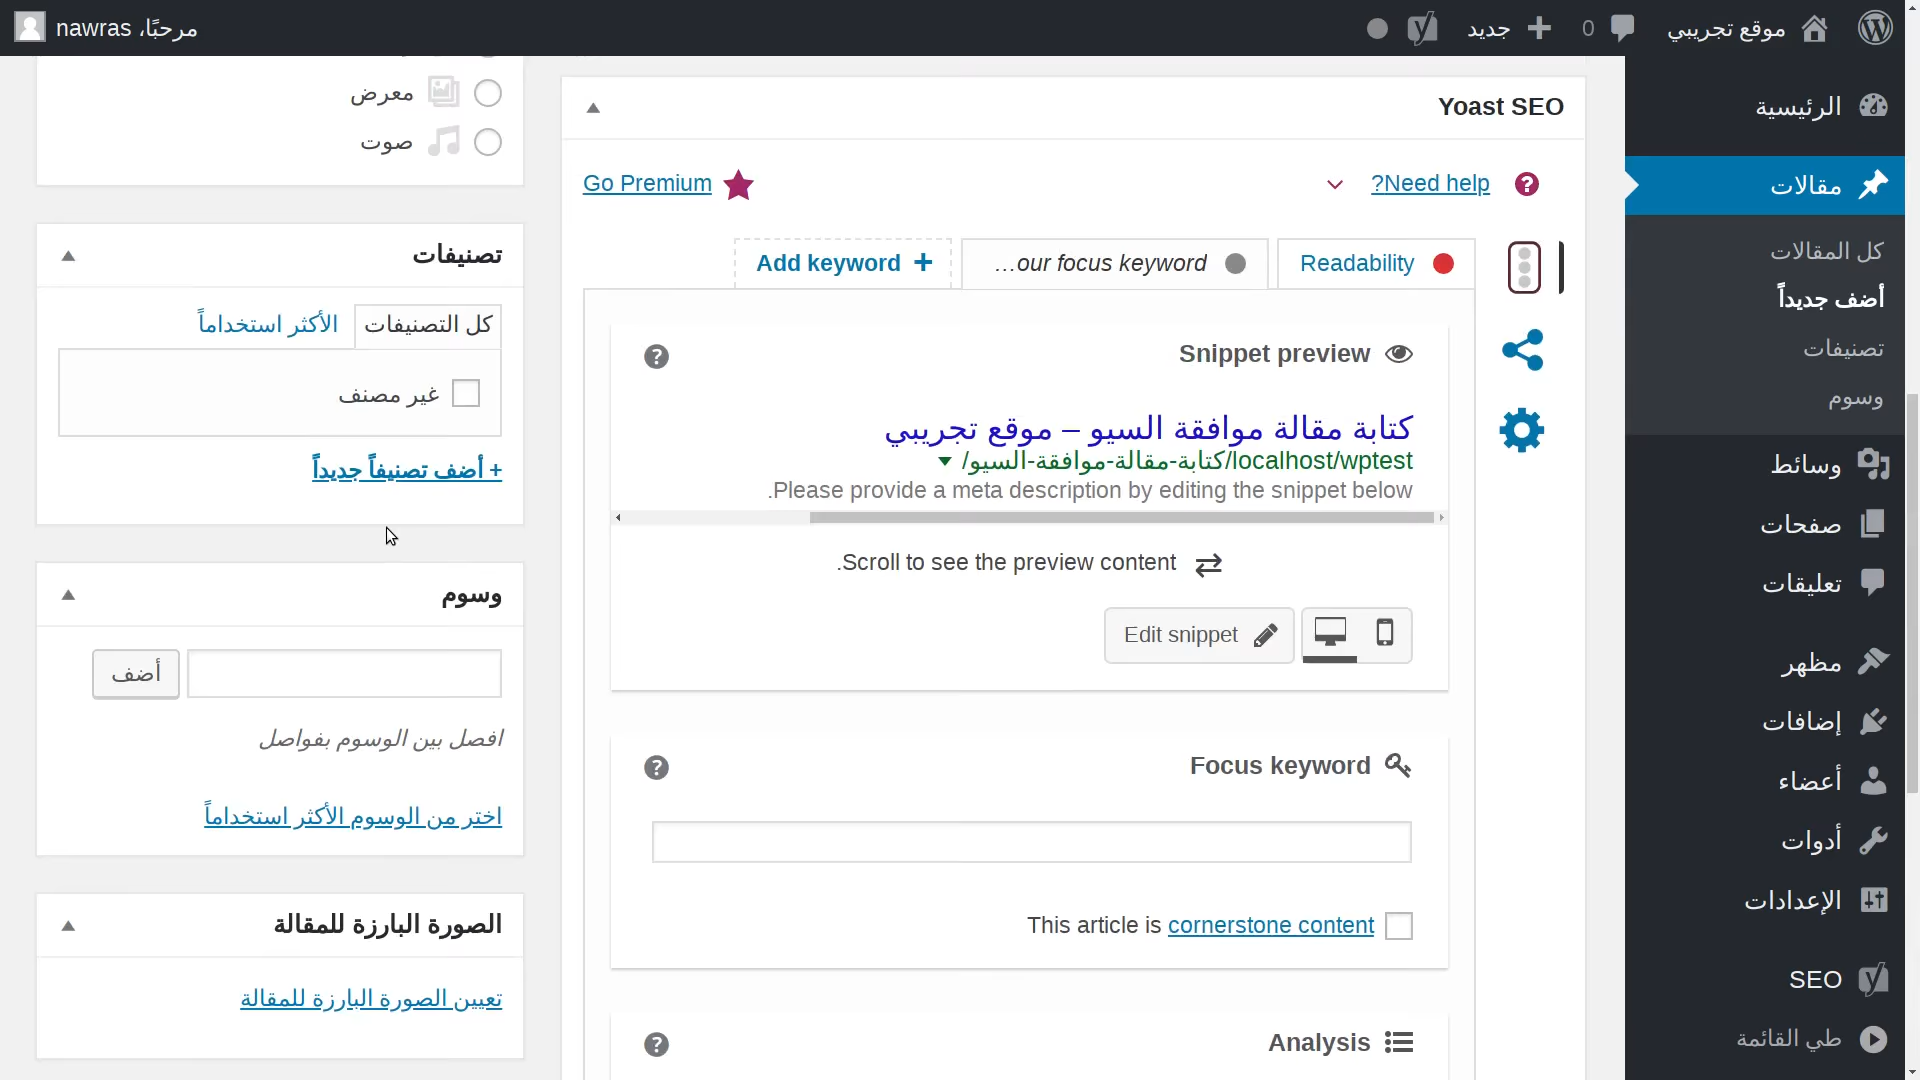 موقع تجريبي
0
جديد
مرحبًا، nawras
الرئيسية
مقالات
كل المقالات
أضف جديداً
تصنيفات
وسوم
وسائط
صفحات
تعليقات
مظهر
إضافات
أعضاء
أدوات
الإعدادات
SEO
طي القائمة
Yoast SEO
?Need help
Go Premium
Readability
...our focus keyword
Add keyword
Snippet preview
كتابة مقالة موافقة السيو – موقع تجريبي
localhost/wptest/كتابة-مقالة-موافقة-السيو/
.Please provide a meta description by editing the snippet below
.Scroll to see the preview content
Edit snippet
Focus keyword
This article is cornerstone content
Analysis
معرض
صوت
تصنيفات
كل التصنيفات
الأكثر استخداماً
غير مصنف
+ أضف تصنيفاً جديداً
وسوم
أضف
افصل بين الوسوم بفواصل
اختر من الوسوم الأكثر استخداماً
الصورة البارزة للمقالة
تعيين الصورة البارزة للمقالة